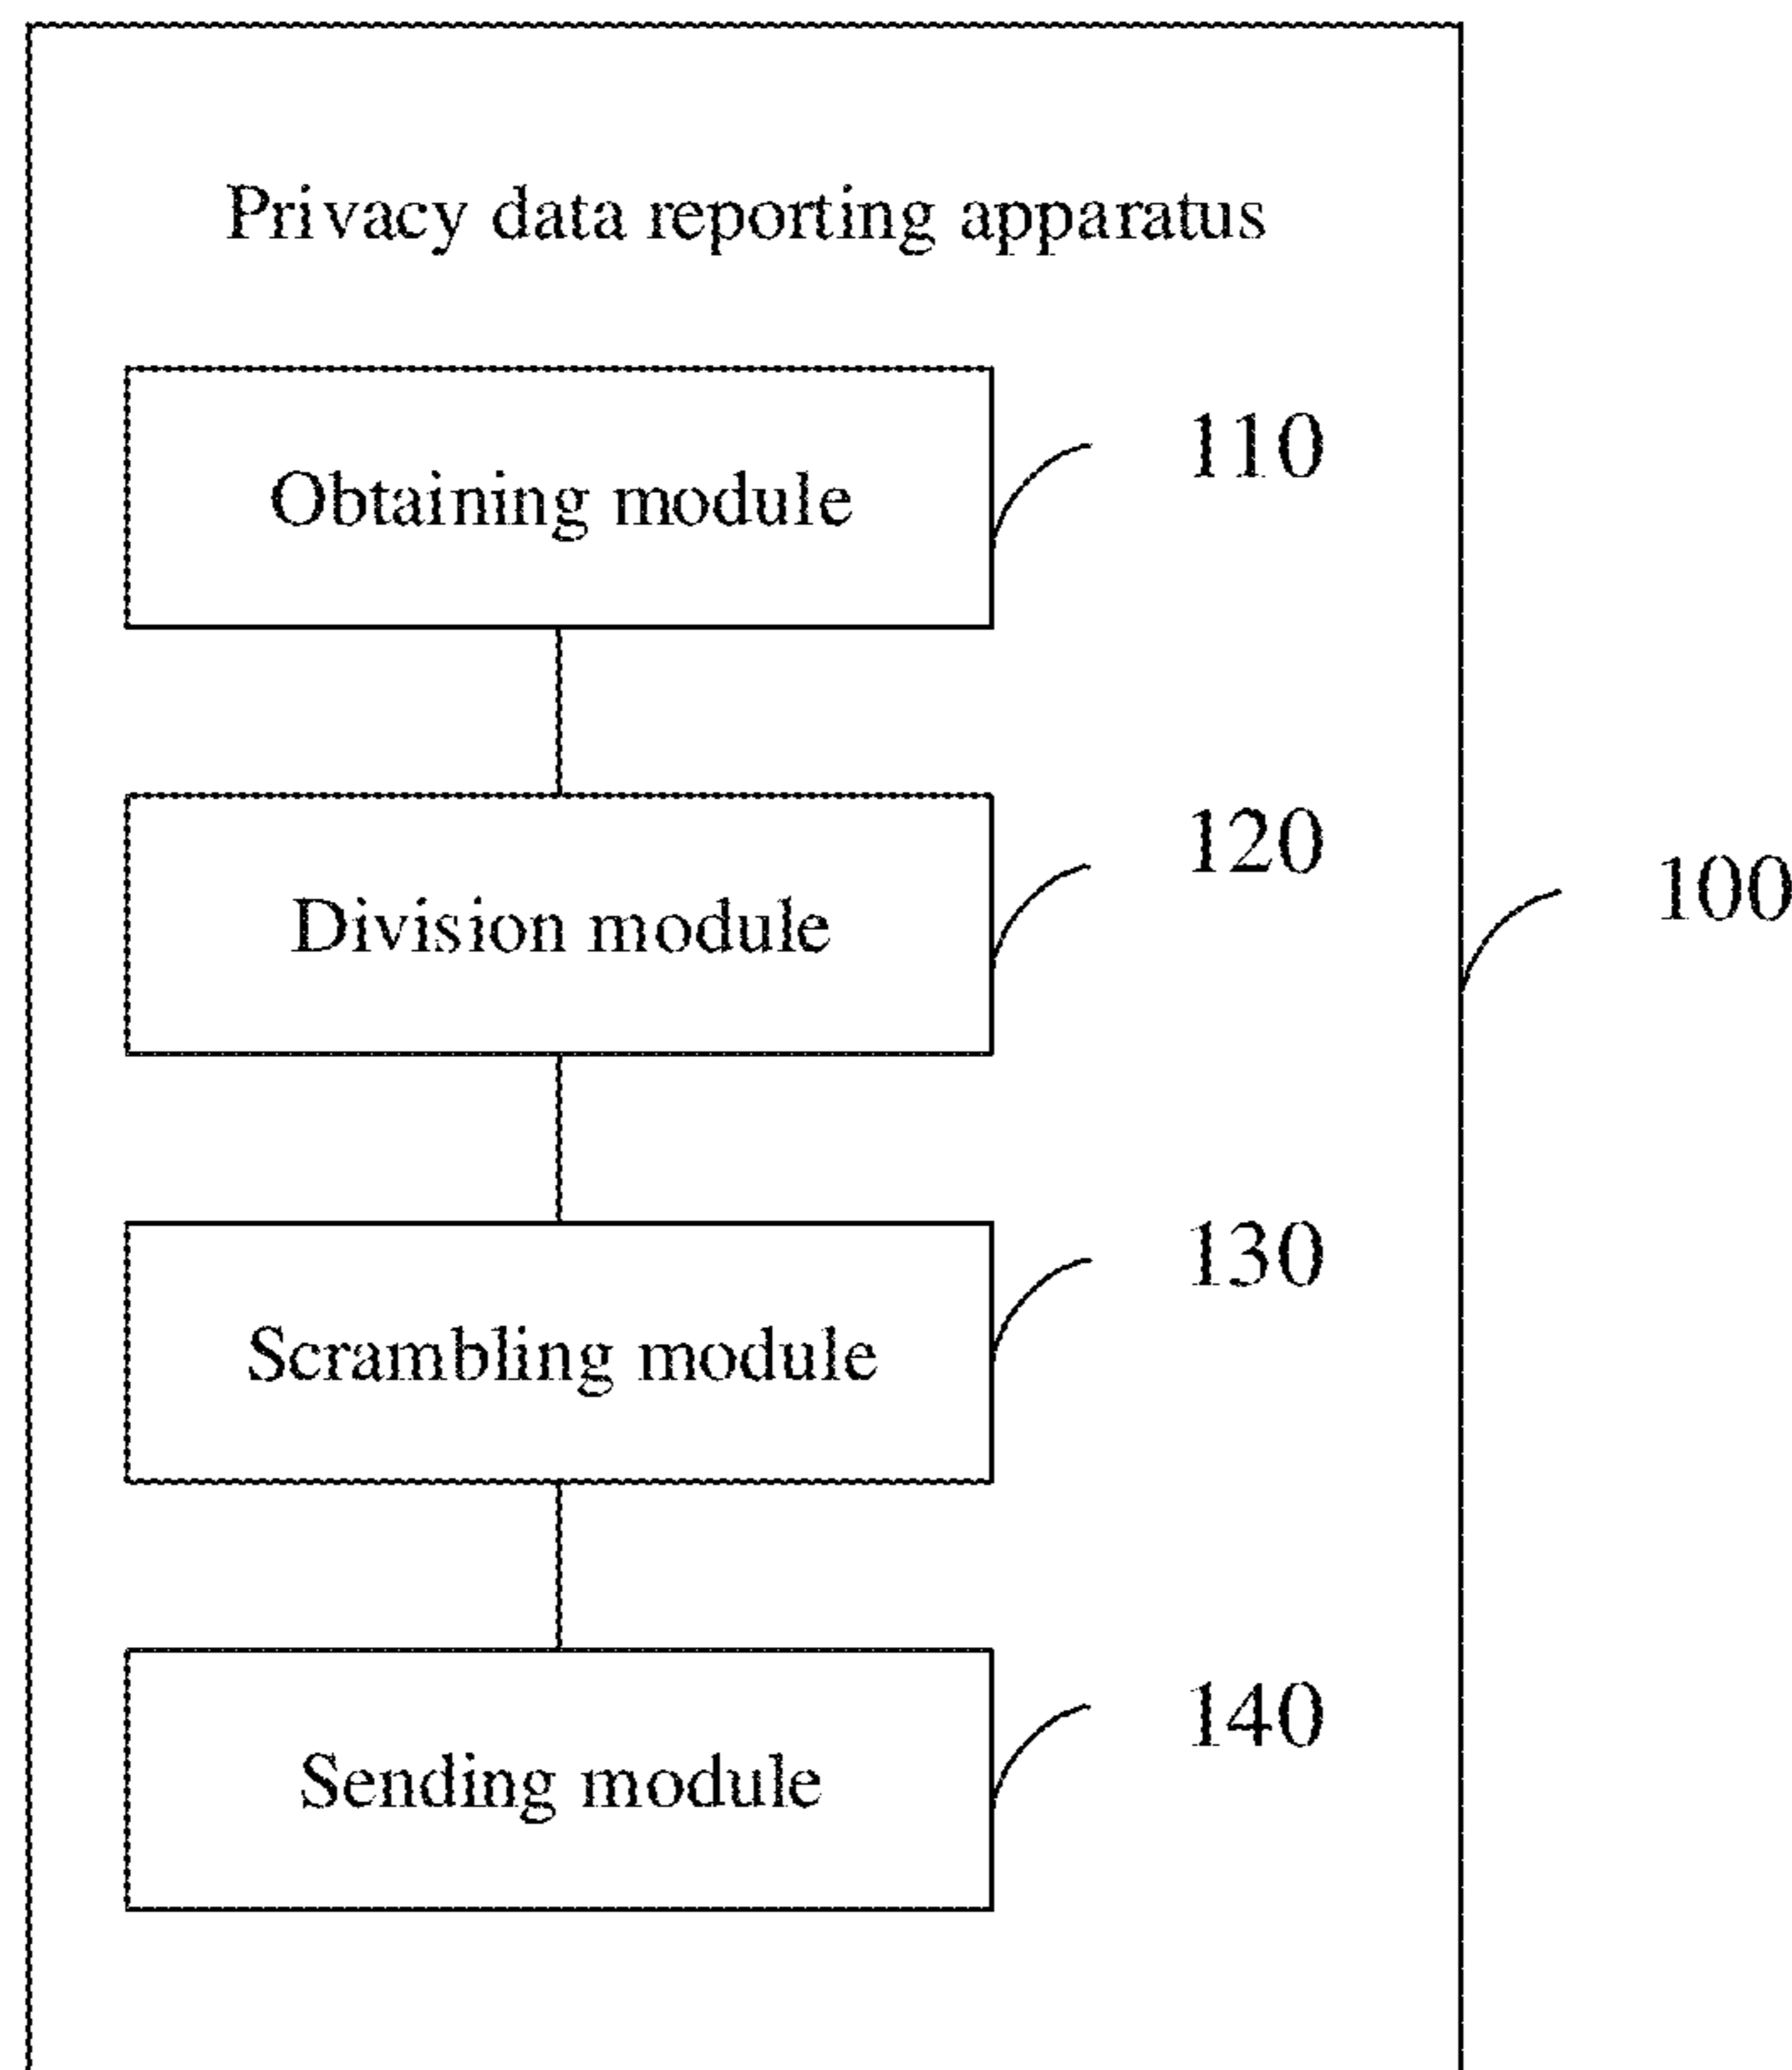 Privacy data reporting apparatus
Obtaining module
110
Division module
120
100
Scrambling module
130
Sending module
140